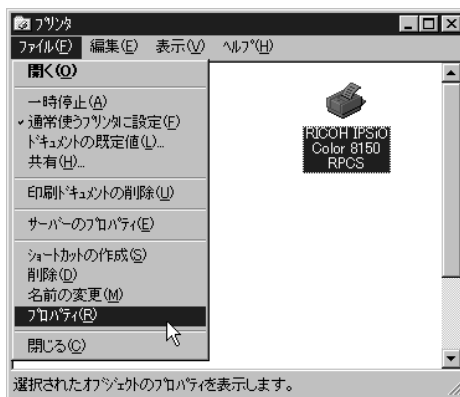 プリンタ
ファイル(F) 編集(E) 表示(V) ヘルプ(H)
開く(O)
一時停止(A)
通常使うプリンタに設定(F)
ドキュメントの既定値(L)...
共有(H)...
印刷ドキュメントの削除(U)
サーバーのプロパティ(E)
ショートカットの作成(S)
削除(D)
名前の変更(M)
プロパティ(R)
閉じる(C)
RICOH IPSiO
Color 8150
RPCS
選択されたオブジェクトのプロパティを表示します。